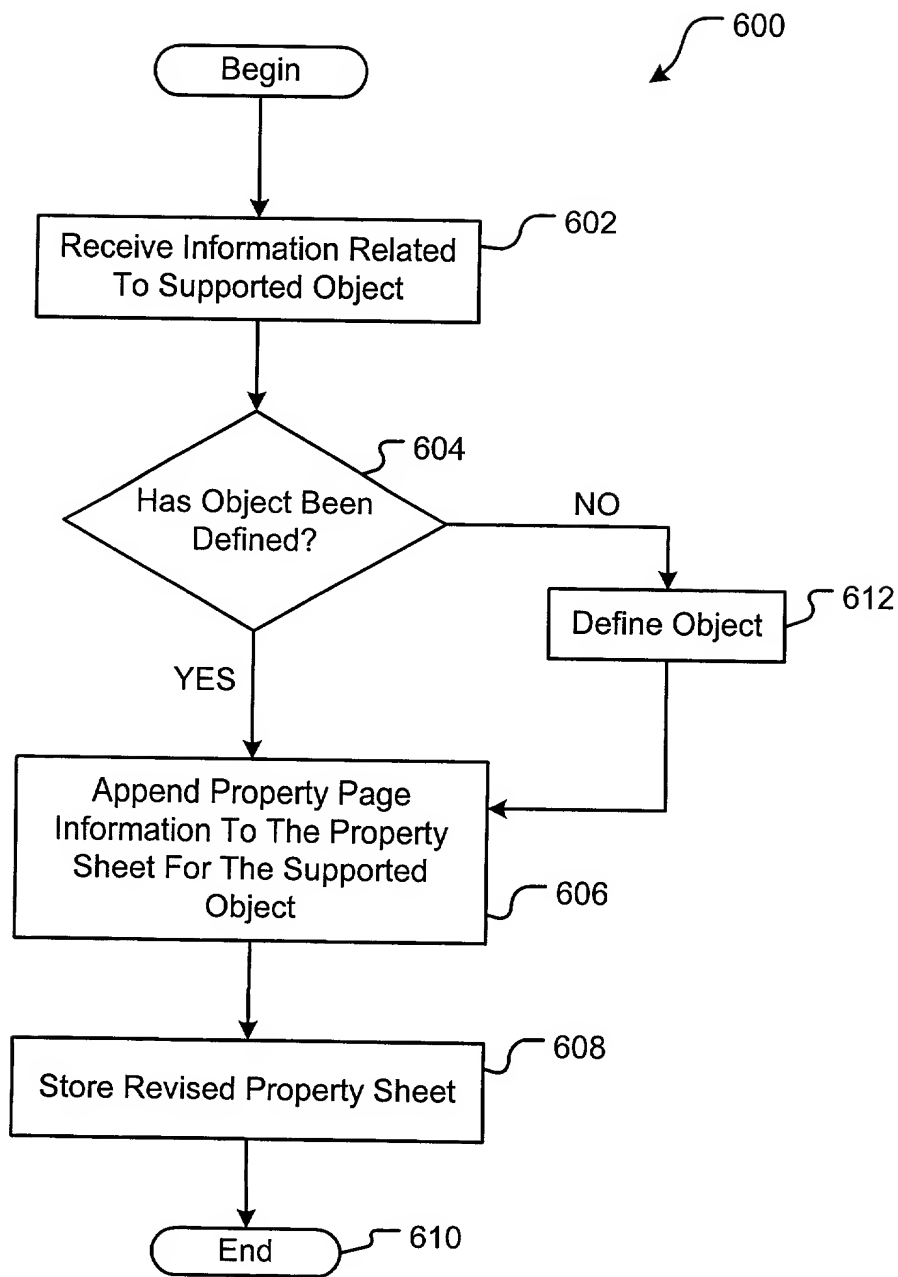 600
Begin
602
Receive Information Related
To Supported Object
604
Has Object Been
Defined?
NO
612
Define Object
YES
Append Property Page
Information To The Property
Sheet For The Supported
Object
606
608
Store Revised Property Sheet
End
610